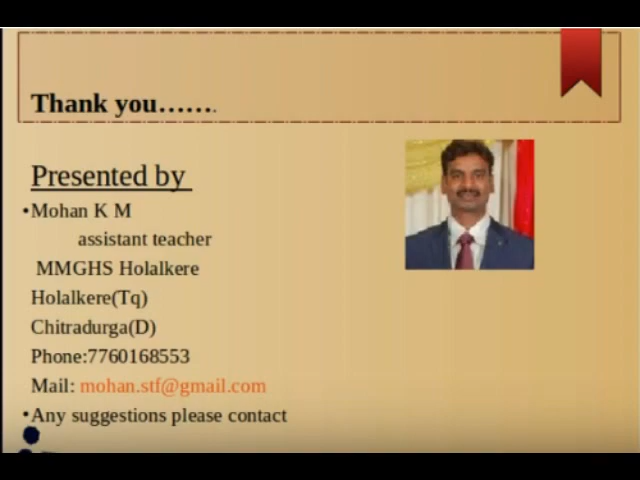 Thank you…….
Presented by
•Mohan K M
assistant teacher
MMGHS Holalkere
Holalkere(Tq)
Chitradurga(D)
Phone:7760168553
Mail: mohan.stf@gmail.com
•Any suggestions please contact